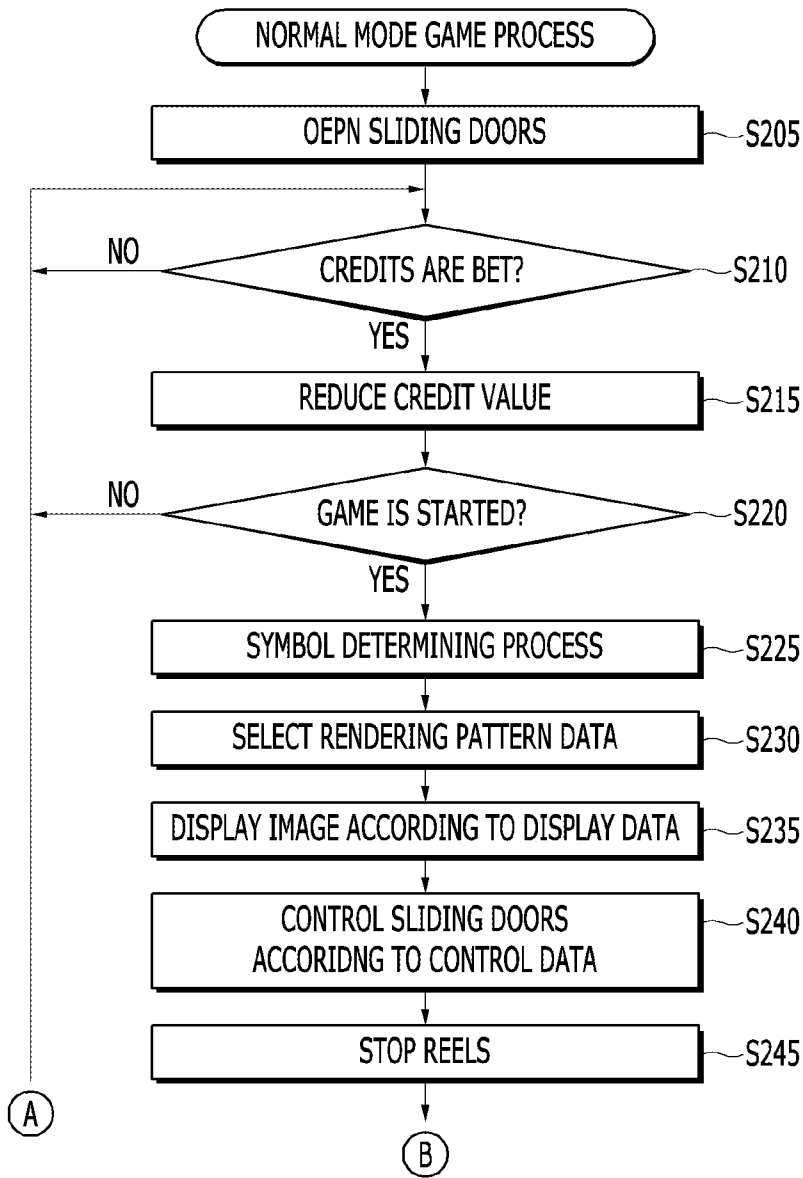 NORMAL MODE GAME PROCESS
OEPN SLIDING DOORS
S205
CREDITS ARE BET?
S210
NO
YES
REDUCE CREDIT VALUE
S215
GAME IS STARTED?
S220
NO
YES
SYMBOL DETERMINING PROCESS
S225
SELECT RENDERING PATTERN DATA
S230
DISPLAY IMAGE ACCORDING TO DISPLAY DATA
S235
CONTROL SLIDING DOORS
ACCORIDNG TO CONTROL DATA
S240
STOP REELS
S245
A
B